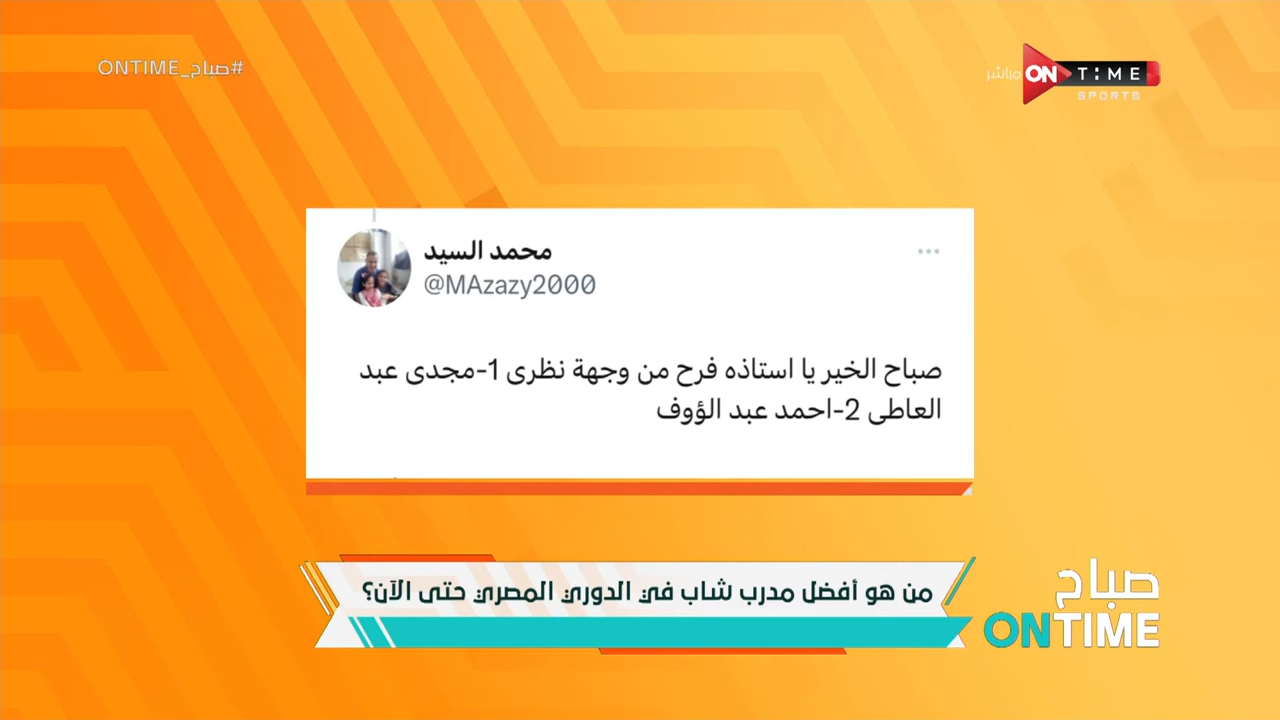 #صباح_ONTIME
مباشر ON TIME
SPORTS
محمد السيد
@MAzazy2000
صباح الخير يا استاذه فرح من وجهة نظرى 1-مجدى عبد
العاطى 2-احمد عبد الؤوف
من هو أفضل مدرب شاب في الدوري المصري حتى الآن؟
صباح
ONTIME